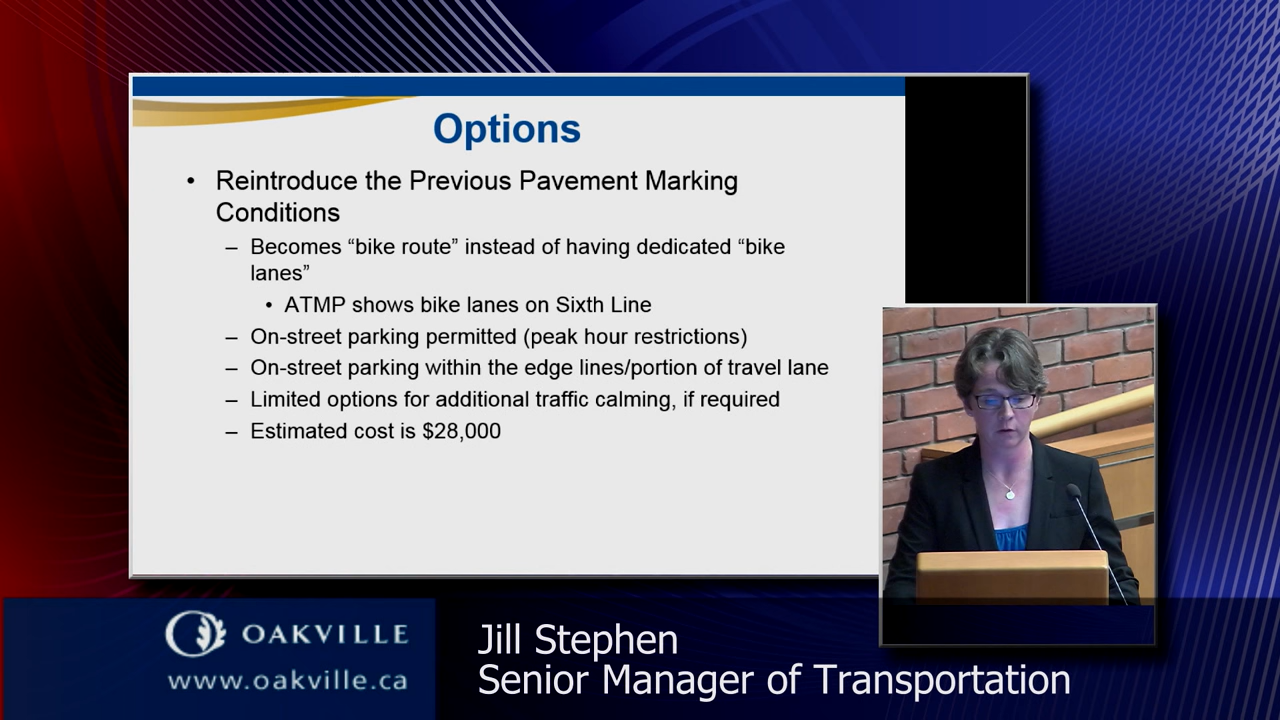 Options
• Reintroduce the Previous Pavement Marking
Conditions
– Becomes “bike route” instead of having dedicated “bike
lanes”
• ATMP shows bike lanes on Sixth Line
– On-street parking permitted (peak hour restrictions)
– On-street parking within the edge lines/portion of travel lane
– Limited options for additional traffic calming, if required
– Estimated cost is $28,000
OAKVILLE
www.oakville.ca
Jill Stephen
Senior Manager of Transportation